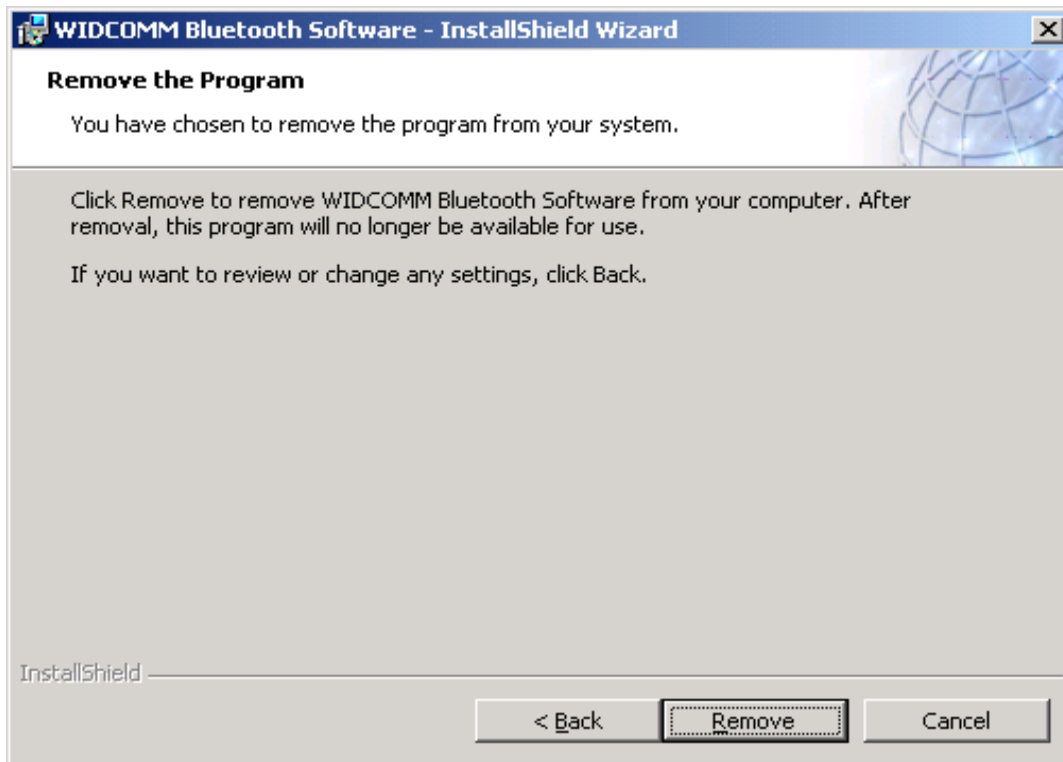 WIDCOMM Bluetooth Software - InstallShield Wizard
Remove the Program
You have chosen to remove the program from your system.
Click Remove to remove WIDCOMM Bluetooth Software from your computer. After
removal, this program will no longer be available for use.
If you want to review or change any settings, click Back.
InstallShield
< Back
Remove
Cancel